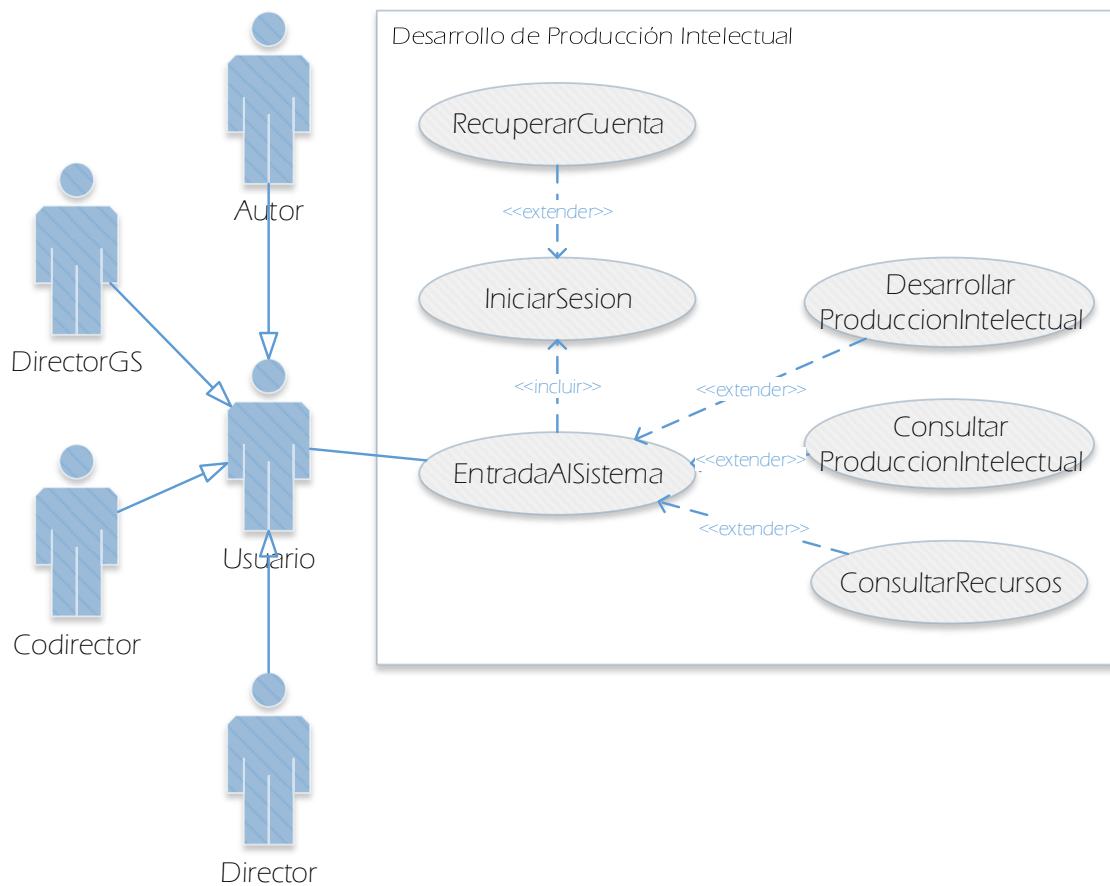 Desarrollo de Producción Intelectual
RecuperarCuenta
<<extender>>
IniciarSesion
<<incluir>>
EntradaAlSistema
Desarrollar
ProduccionIntelectual
<<extender>>
Consultar
ProduccionIntelectual
<<extender>>
<<extender>>
ConsultarRecursos
Autor
DirectorGS
Usuario
Codirector
Director